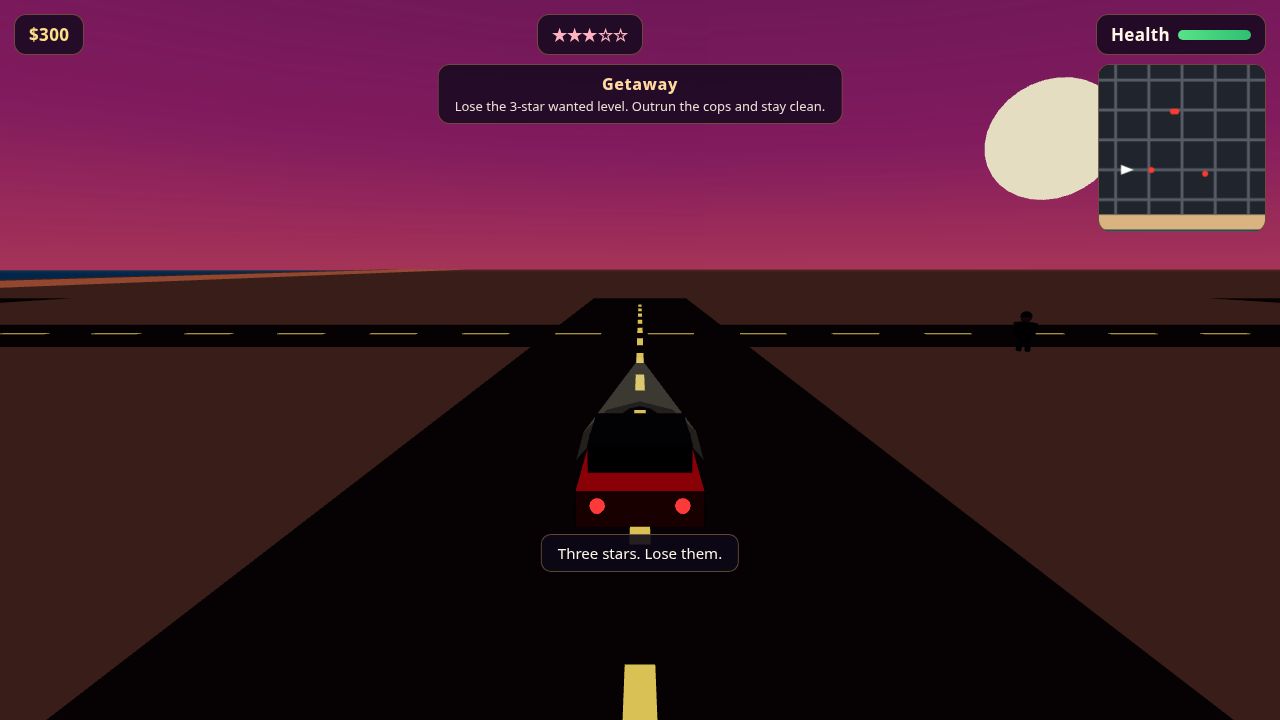 $300
★★★☆☆
Health
Getaway
Lose the 3-star wanted level. Outrun the cops and stay clean.
Three stars. Lose them.